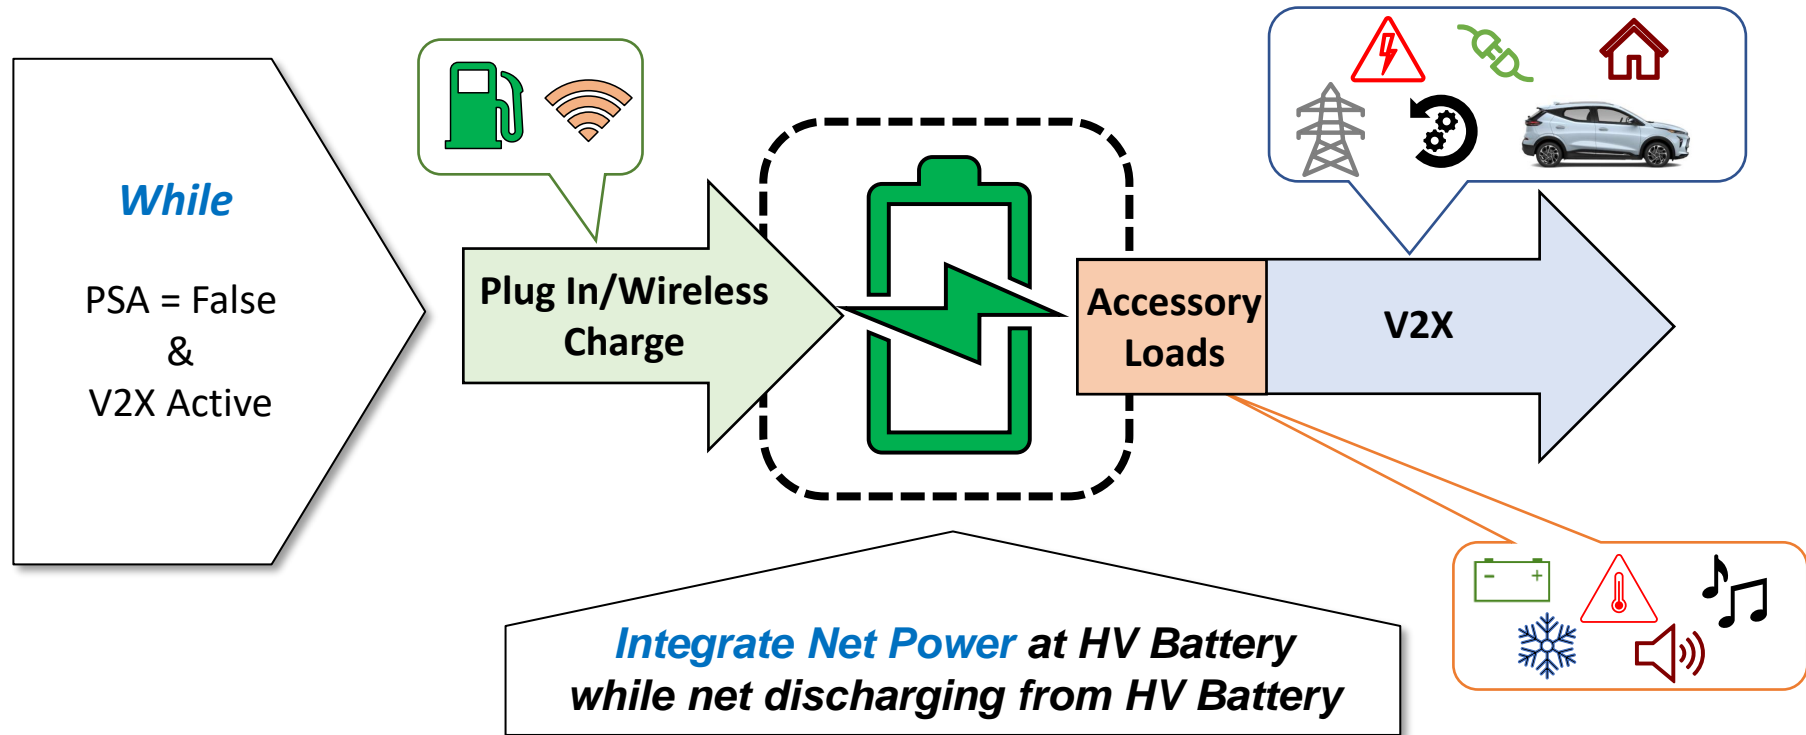 While
PSA = False
&
V2X Active
Plug In/Wireless
Charge
Accessory
Loads
V2X
- +
Integrate Net Power at HV Battery
while net discharging from HV Battery